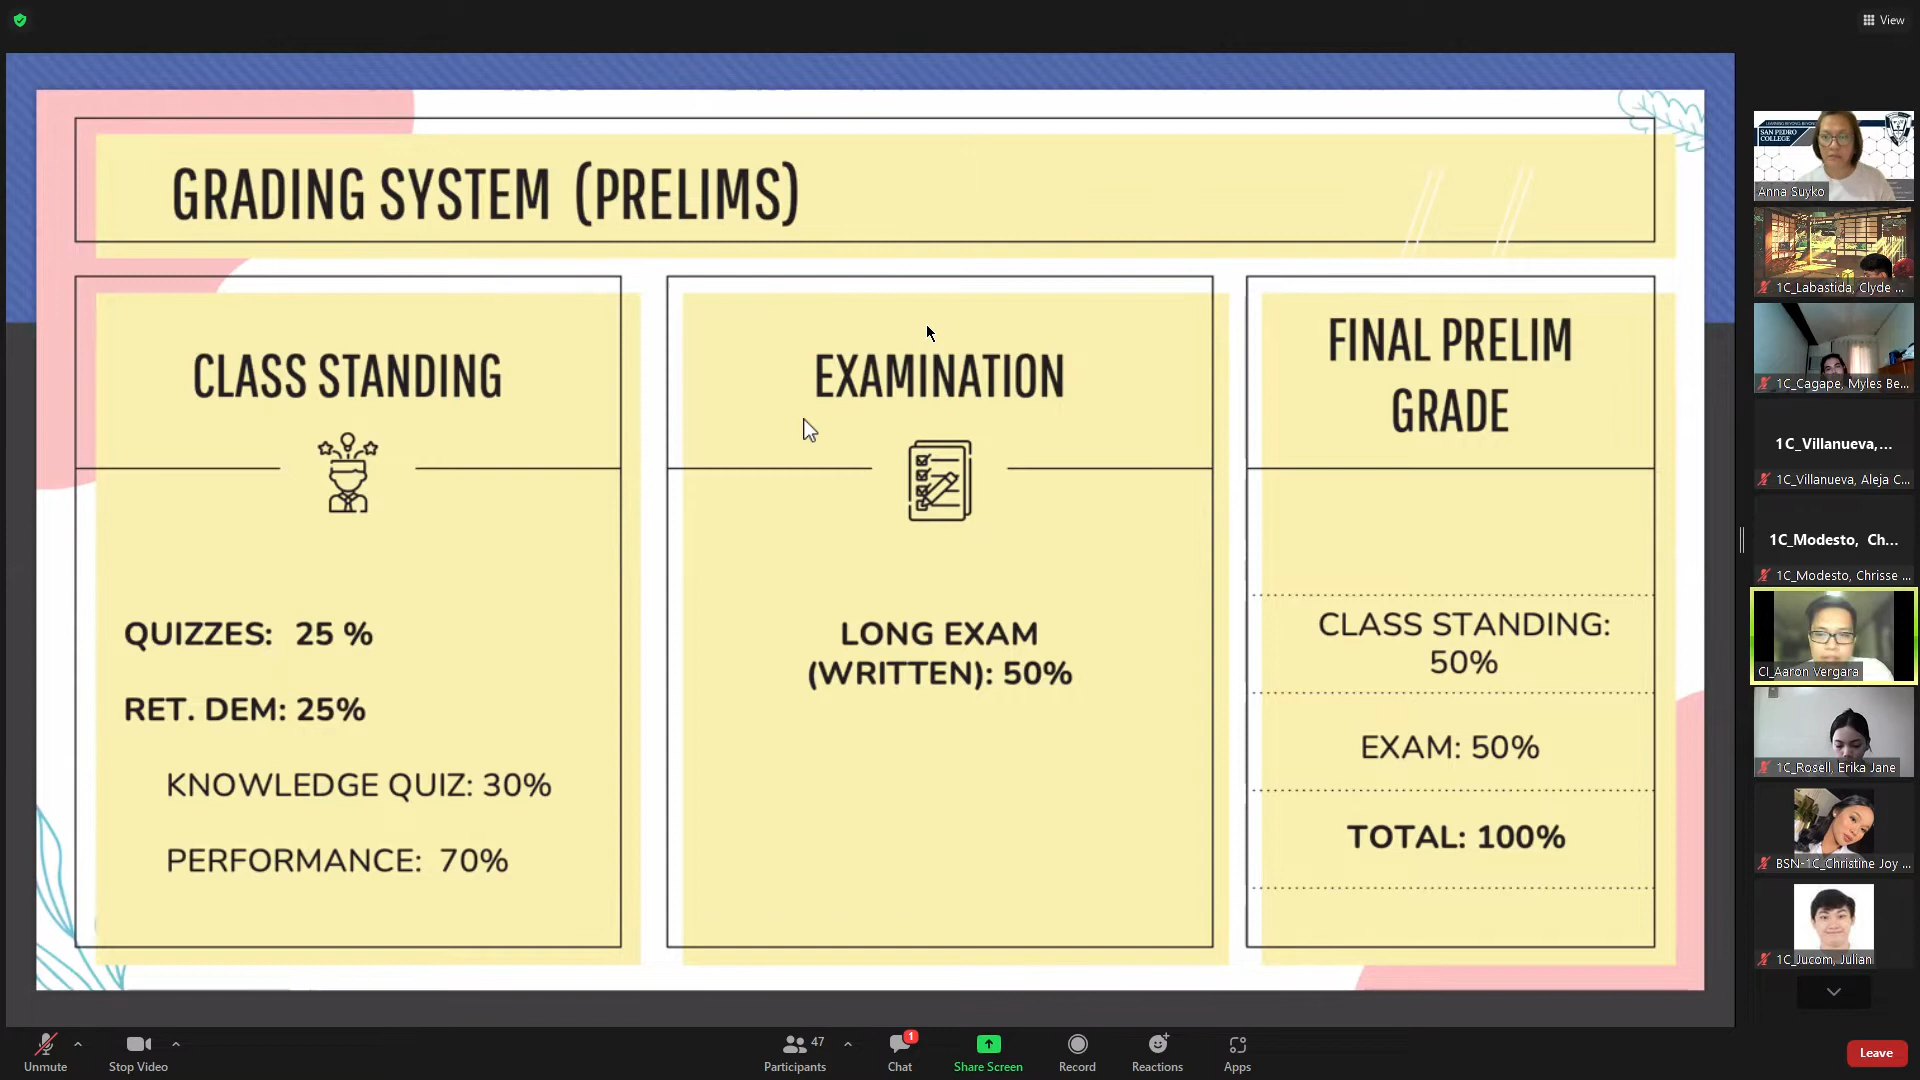 View
GRADING SYSTEM (PRELIMS)
CLASS STANDING
QUIZZES: 25 %
RET. DEM: 25%
KNOWLEDGE QUIZ: 30%
PERFORMANCE: 70%
EXAMINATION
LONG EXAM
(WRITTEN): 50%
FINAL PRELIM
GRADE
CLASS STANDING:
50%
EXAM: 50%
TOTAL: 100%
SAN PEDRO
COLLEGE
Anna Suyko
1C_Labastida, Clyde ...
1C_Cagape, Myles Be...
1C_Villanueva,...
1C_Villanueva, Aleja C...
1C_Modesto, Ch...
1C_Modesto, Chrisse ...
CI_Aaron Vergara
1C_Rosell, Erika Jane
BSN-1C_Christine Joy ...
1C_Jucom, Julian
Unmute
Stop Video
47
Participants
1
Chat
Share Screen
Record
Reactions
Apps
Leave